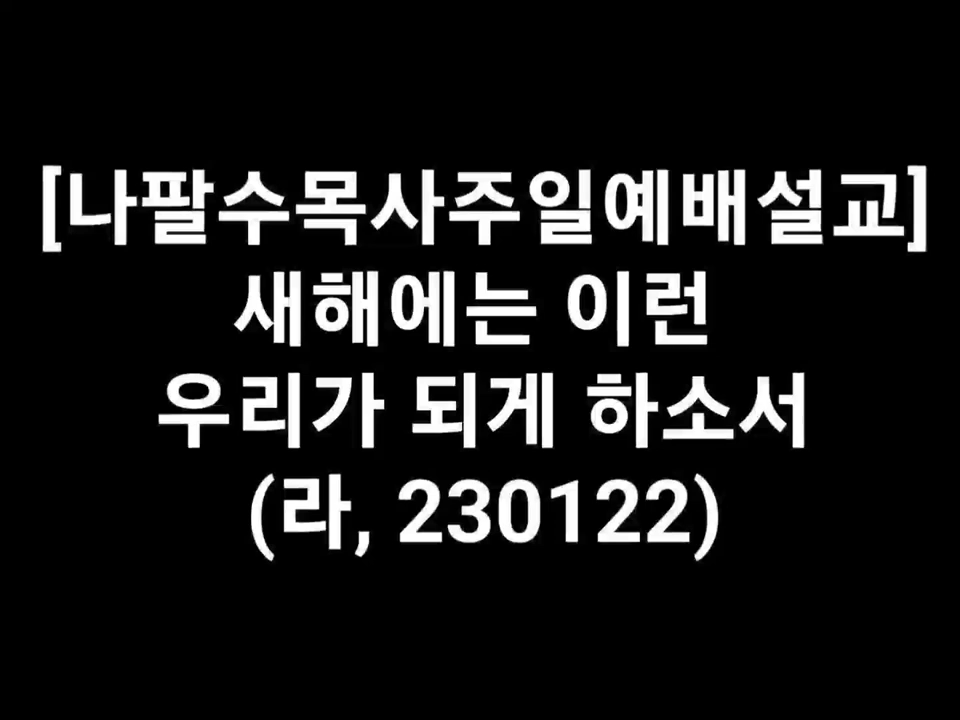 [나팔수목사주일예배설교]
새해에는 이런
우리가 되게 하소서
(라, 230122)